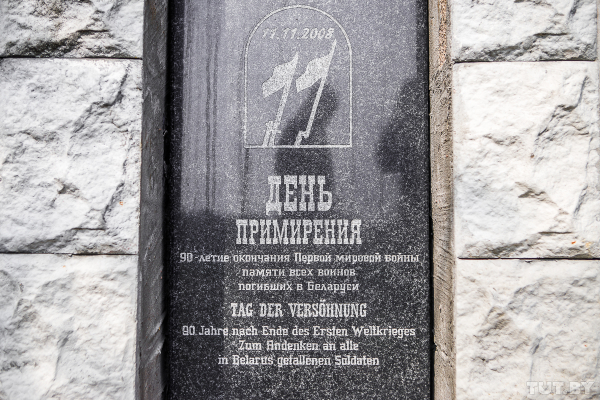 11.11.2008
ДЕНЬ
ПРИМИРЕНИЯ
90-летие окончания Первой мировой войны
памяти всех воинов
погибших в Беларуси
TAG DER VERSÖHNUNG
90 Jahre nach Ende des Ersten Weltkrieges
Zum Andenken an alle
in Belarus gefallenen Soldaten
TUT.BY